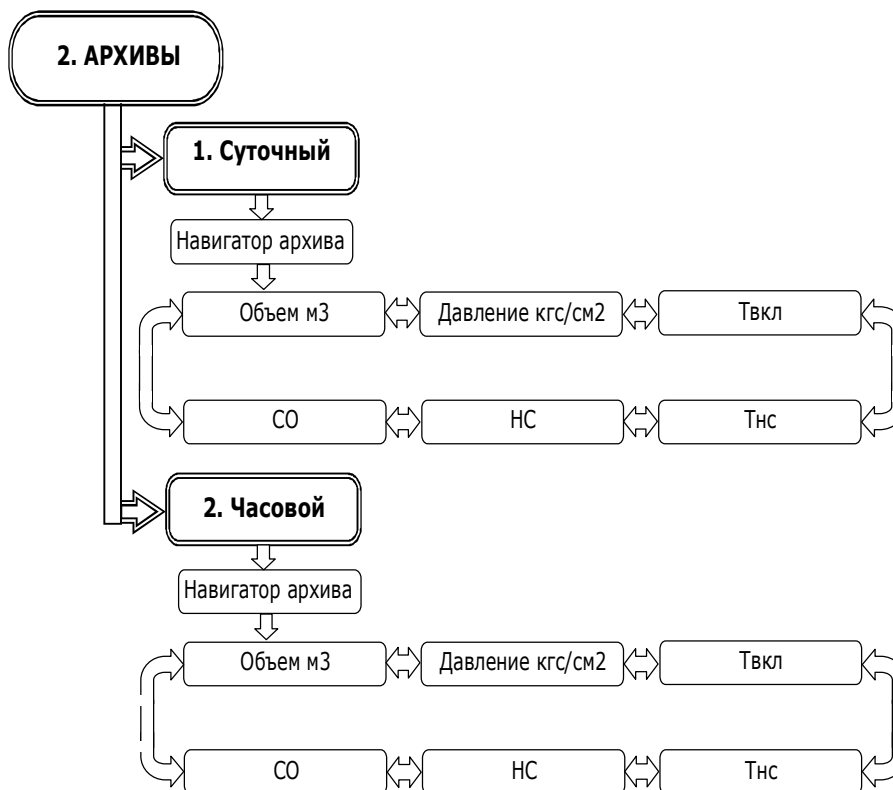 2. АРХИВЫ
1. Суточный
Навигатор архива
Объем м3
Давление кгс/см2
Твкл
СО
НС
Тнс
2. Часовой
Навигатор архива
Объем м3
Давление кгс/см2
Твкл
СО
НС
Тнс